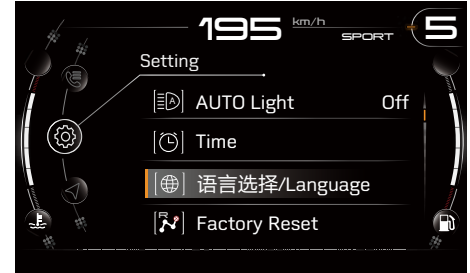 195 km/h SPORT 5
Setting
AUTO Light Off
Time
语言选择/Language
Factory Reset